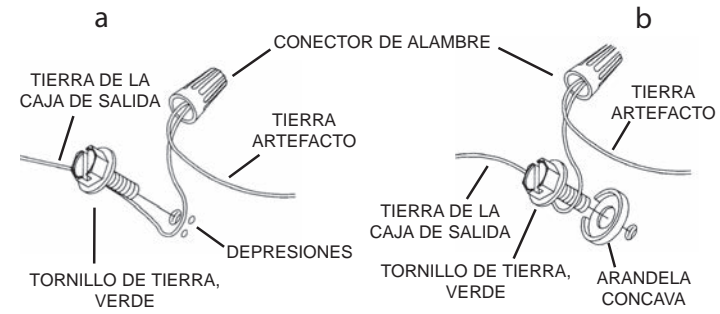 a
b
CONECTOR DE ALAMBRE
TIERRA DE LA
CAJA DE SALIDA
TIERRA
ARTEFACTO
DEPRESIONES
TORNILLO DE TIERRA,
VERDE
TIERRA
ARTEFACTO
TIERRA DE LA
CAJA DE SALIDA
TORNILLO DE TIERRA,
VERDE
ARANDELA
CONCAVA